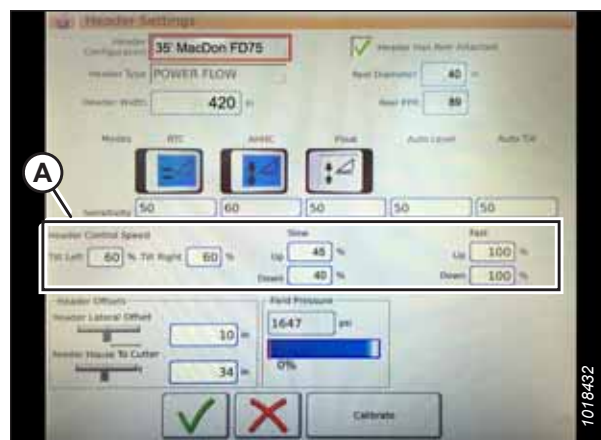 Header Settings
Header Configuration 35' MacDon FD75 Header Has Reel Attached
Header Type POWER FLOW Reel Diameter 40 in
Header Width 420 in Reel PPR 89
Modes RTC AHHC Float Auto Level Auto Tilt
A
Sensitivity 50 60 50 50 50
Header Control Speed Slow Fast
Tilt Left 60 % Tilt Right 60 % Up 45 % Up 100 %
Down 40 % Down 100 %
Header Offsets Field Pressure
Header Lateral Offset 1647 psi
10 in
Feeder House To Cutter 0%
34 in
Calibrate
1018432